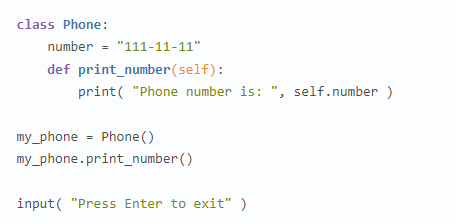 class Phone:
    number = "111-11-11"
    def print_number(self):
        print( "Phone number is: ", self.number )

my_phone = Phone()
my_phone.print_number()

input( "Press Enter to exit" )